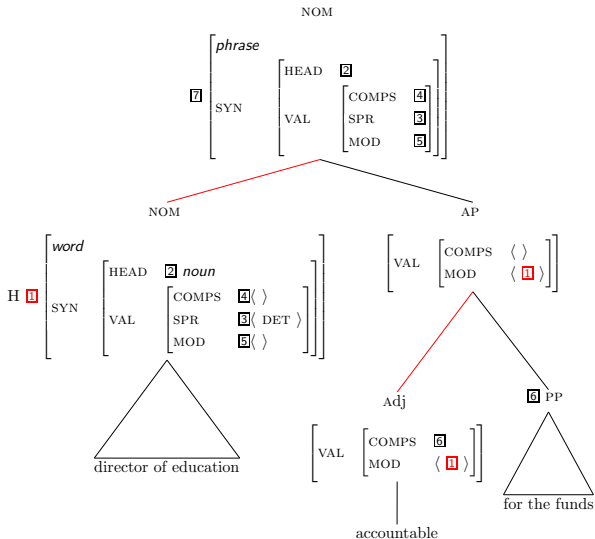 NOM
phrase
HEAD 2
7 SYN
COMPS 4
VAL SPR 3
MOD 5
NOM AP
word
HEAD 2 noun
H 1 SYN
COMPS 4⟨ ⟩
VAL SPR 3⟨ DET ⟩
MOD 5⟨ ⟩
COMPS ⟨ ⟩
VAL
MOD ⟨ 1 ⟩
Adj 6 PP
COMPS 6
VAL
MOD ⟨ 1 ⟩
director of education
for the funds
accountable